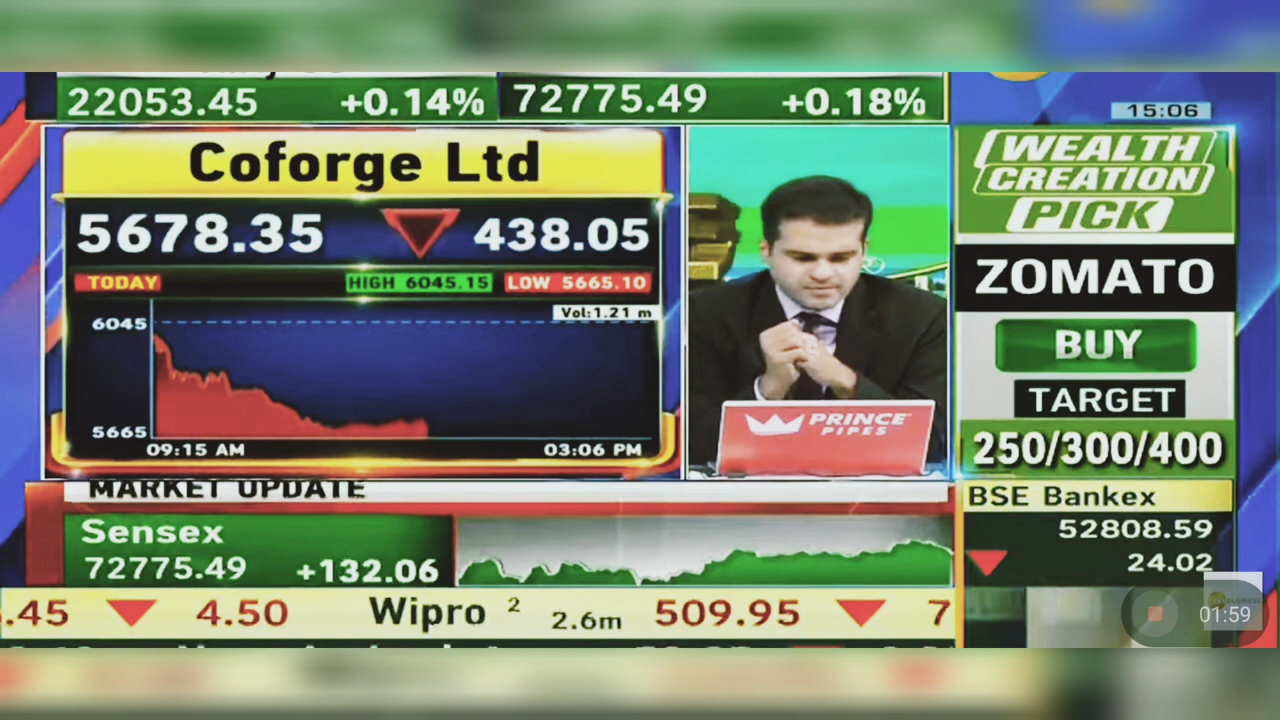 22053.45 +0.14% 72775.49 +0.18%
15:06
Coforge Ltd
5678.35 438.05
TODAY HIGH 6045.15 LOW 5665.10
Vol:1.21 m
6045
5665
09:15 AM 03:06 PM
PRINCE
PIPES
WEALTH
CREATION
PICK
ZOMATO
BUY
TARGET
250/300/400
MARKET UPDATE
Sensex
72775.49 +132.06
BSE Bankex
52808.59
24.02
.45 4.50 Wipro 2 2.6m 509.95 7
BUSINESS
01:59